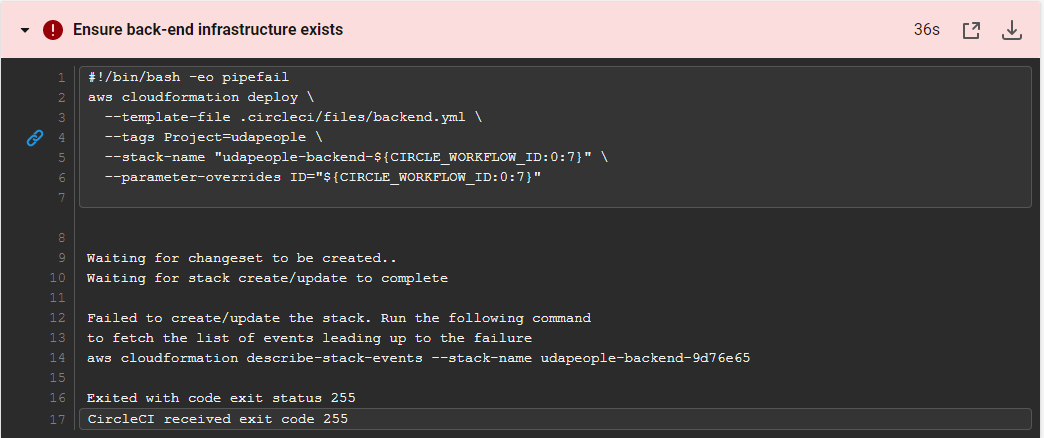 Ensure back-end infrastructure exists 36s
1 #!/bin/bash -eo pipefail
2 aws cloudformation deploy \
3   --template-file .circleci/files/backend.yml \
4   --tags Project=udapeople \
5   --stack-name "udapeople-backend-${CIRCLE_WORKFLOW_ID:0:7}" \
6   --parameter-overrides ID="${CIRCLE_WORKFLOW_ID:0:7}"
7
8
9 Waiting for changeset to be created..
10 Waiting for stack create/update to complete
11
12 Failed to create/update the stack. Run the following command
13 to fetch the list of events leading up to the failure
14 aws cloudformation describe-stack-events --stack-name udapeople-backend-9d76e65
15
16 Exited with code exit status 255
17 CircleCI received exit code 255